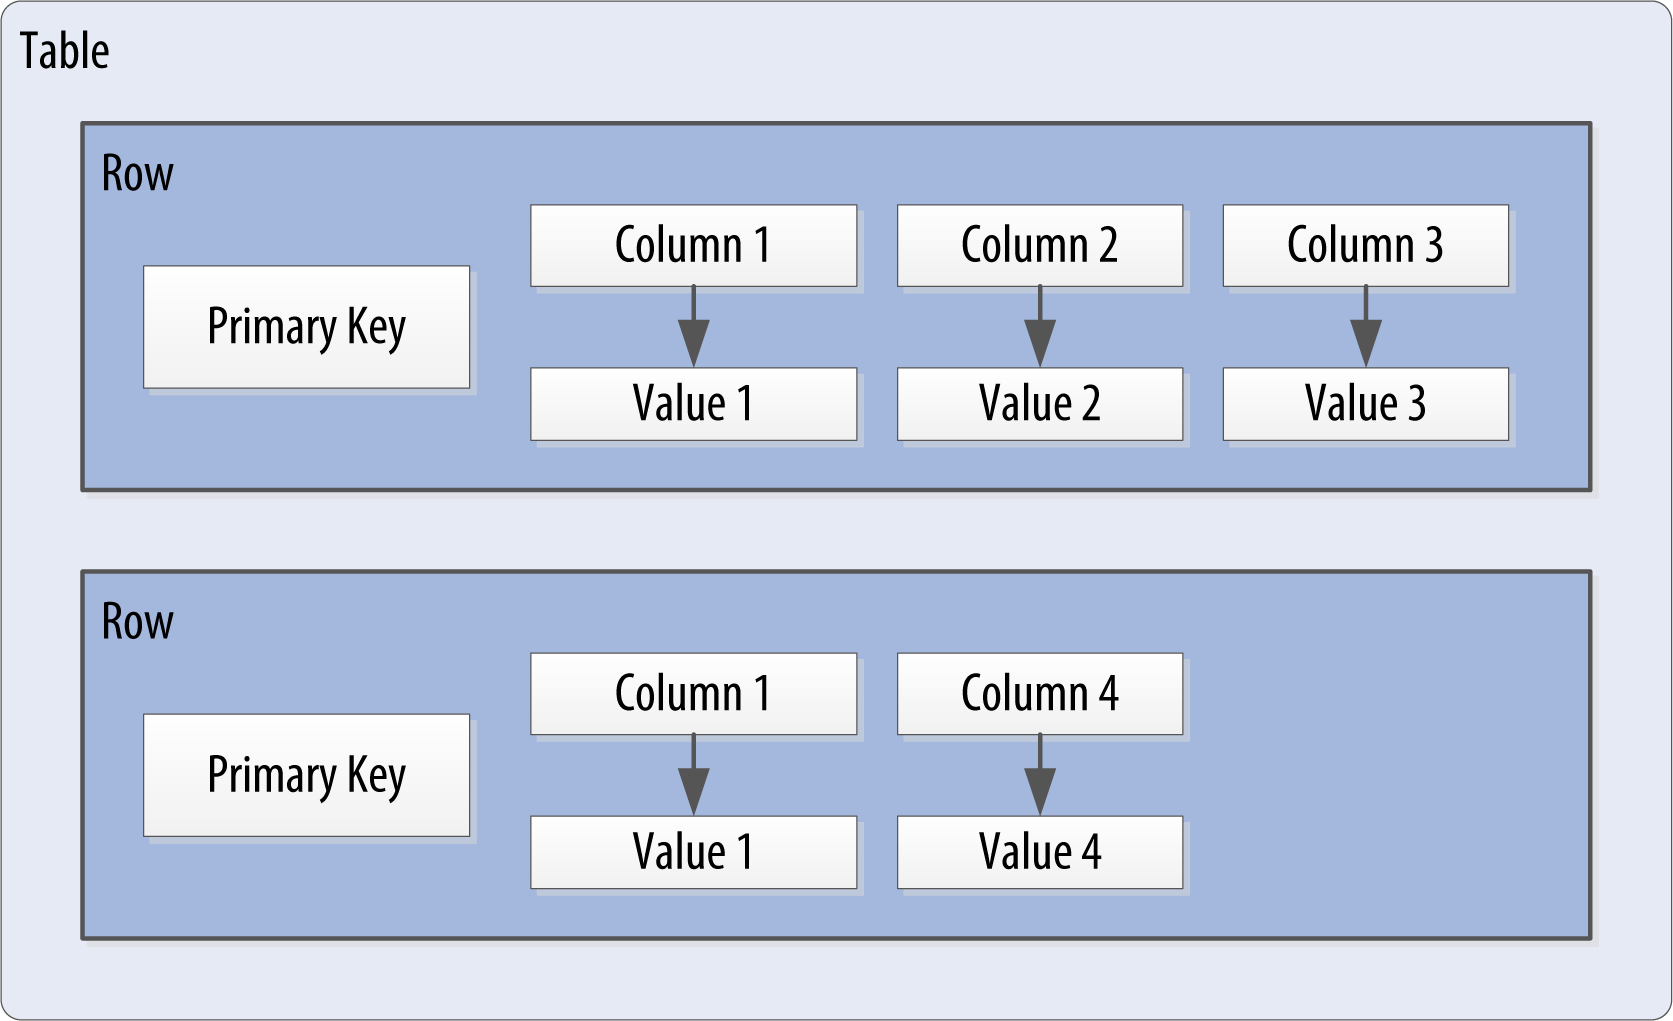 Table
Row
Column 1
Column 2
Column 3
Primary Key
Value 1
Value 2
Value 3
Row
Column 1
Column 4
Primary Key
Value 1
Value 4